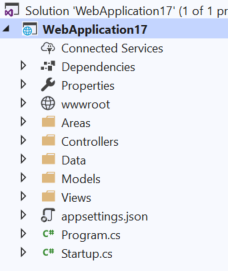 Solution 'WebApplication17' (1 of 1 pr
WebApplication17
Connected Services
Dependencies
Properties
wwwroot
Areas
Controllers
Data
Models
Views
appsettings.json
C# Program.cs
C# Startup.cs